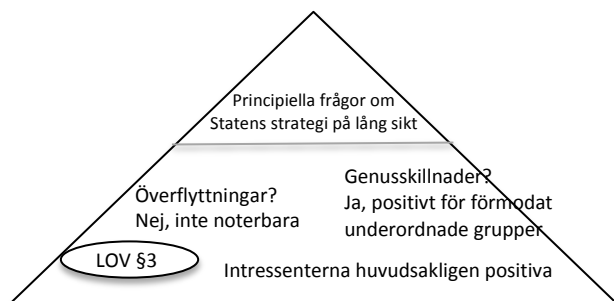 Principiella frågor om
Statens strategi på lång sikt
Överflyttningar?
Nej, inte noterbara
Genusskillnader?
Ja, positivt för förmodat
underordnade grupper
LOV §3
Intressenterna huvudsakligen positiva